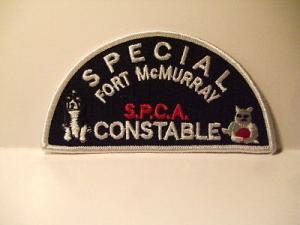 SPECIAL
FORT McMURRAY
S.P.C.A.
CONSTABLE